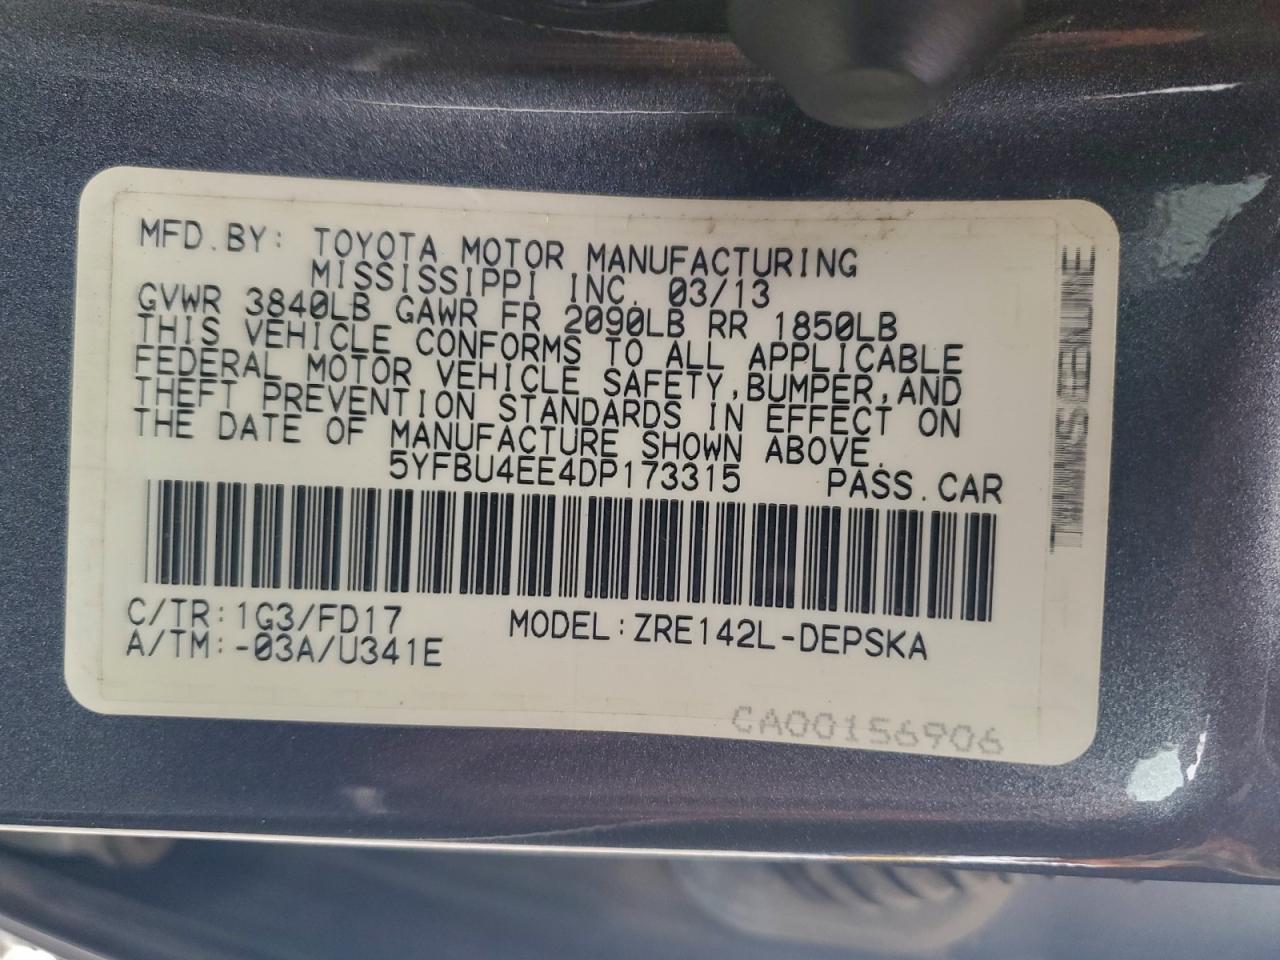 MFD.BY: TOYOTA MOTOR MANUFACTURING
MISSISSIPPI INC. 03/13
GVWR 3840LB GAWR FR 2090LB RR 1850LB
THIS VEHICLE CONFORMS TO ALL APPLICABLE
FEDERAL MOTOR VEHICLE SAFETY,BUMPER,AND
THEFT PREVENTION STANDARDS IN EFFECT ON
THE DATE OF MANUFACTURE SHOWN ABOVE.
5YFBU4EE4DP173315 PASS.CAR
C/TR:1G3/FD17 MODEL:ZRE142L-DEPSKA
A/TM:-03A/U341E
CA00156906